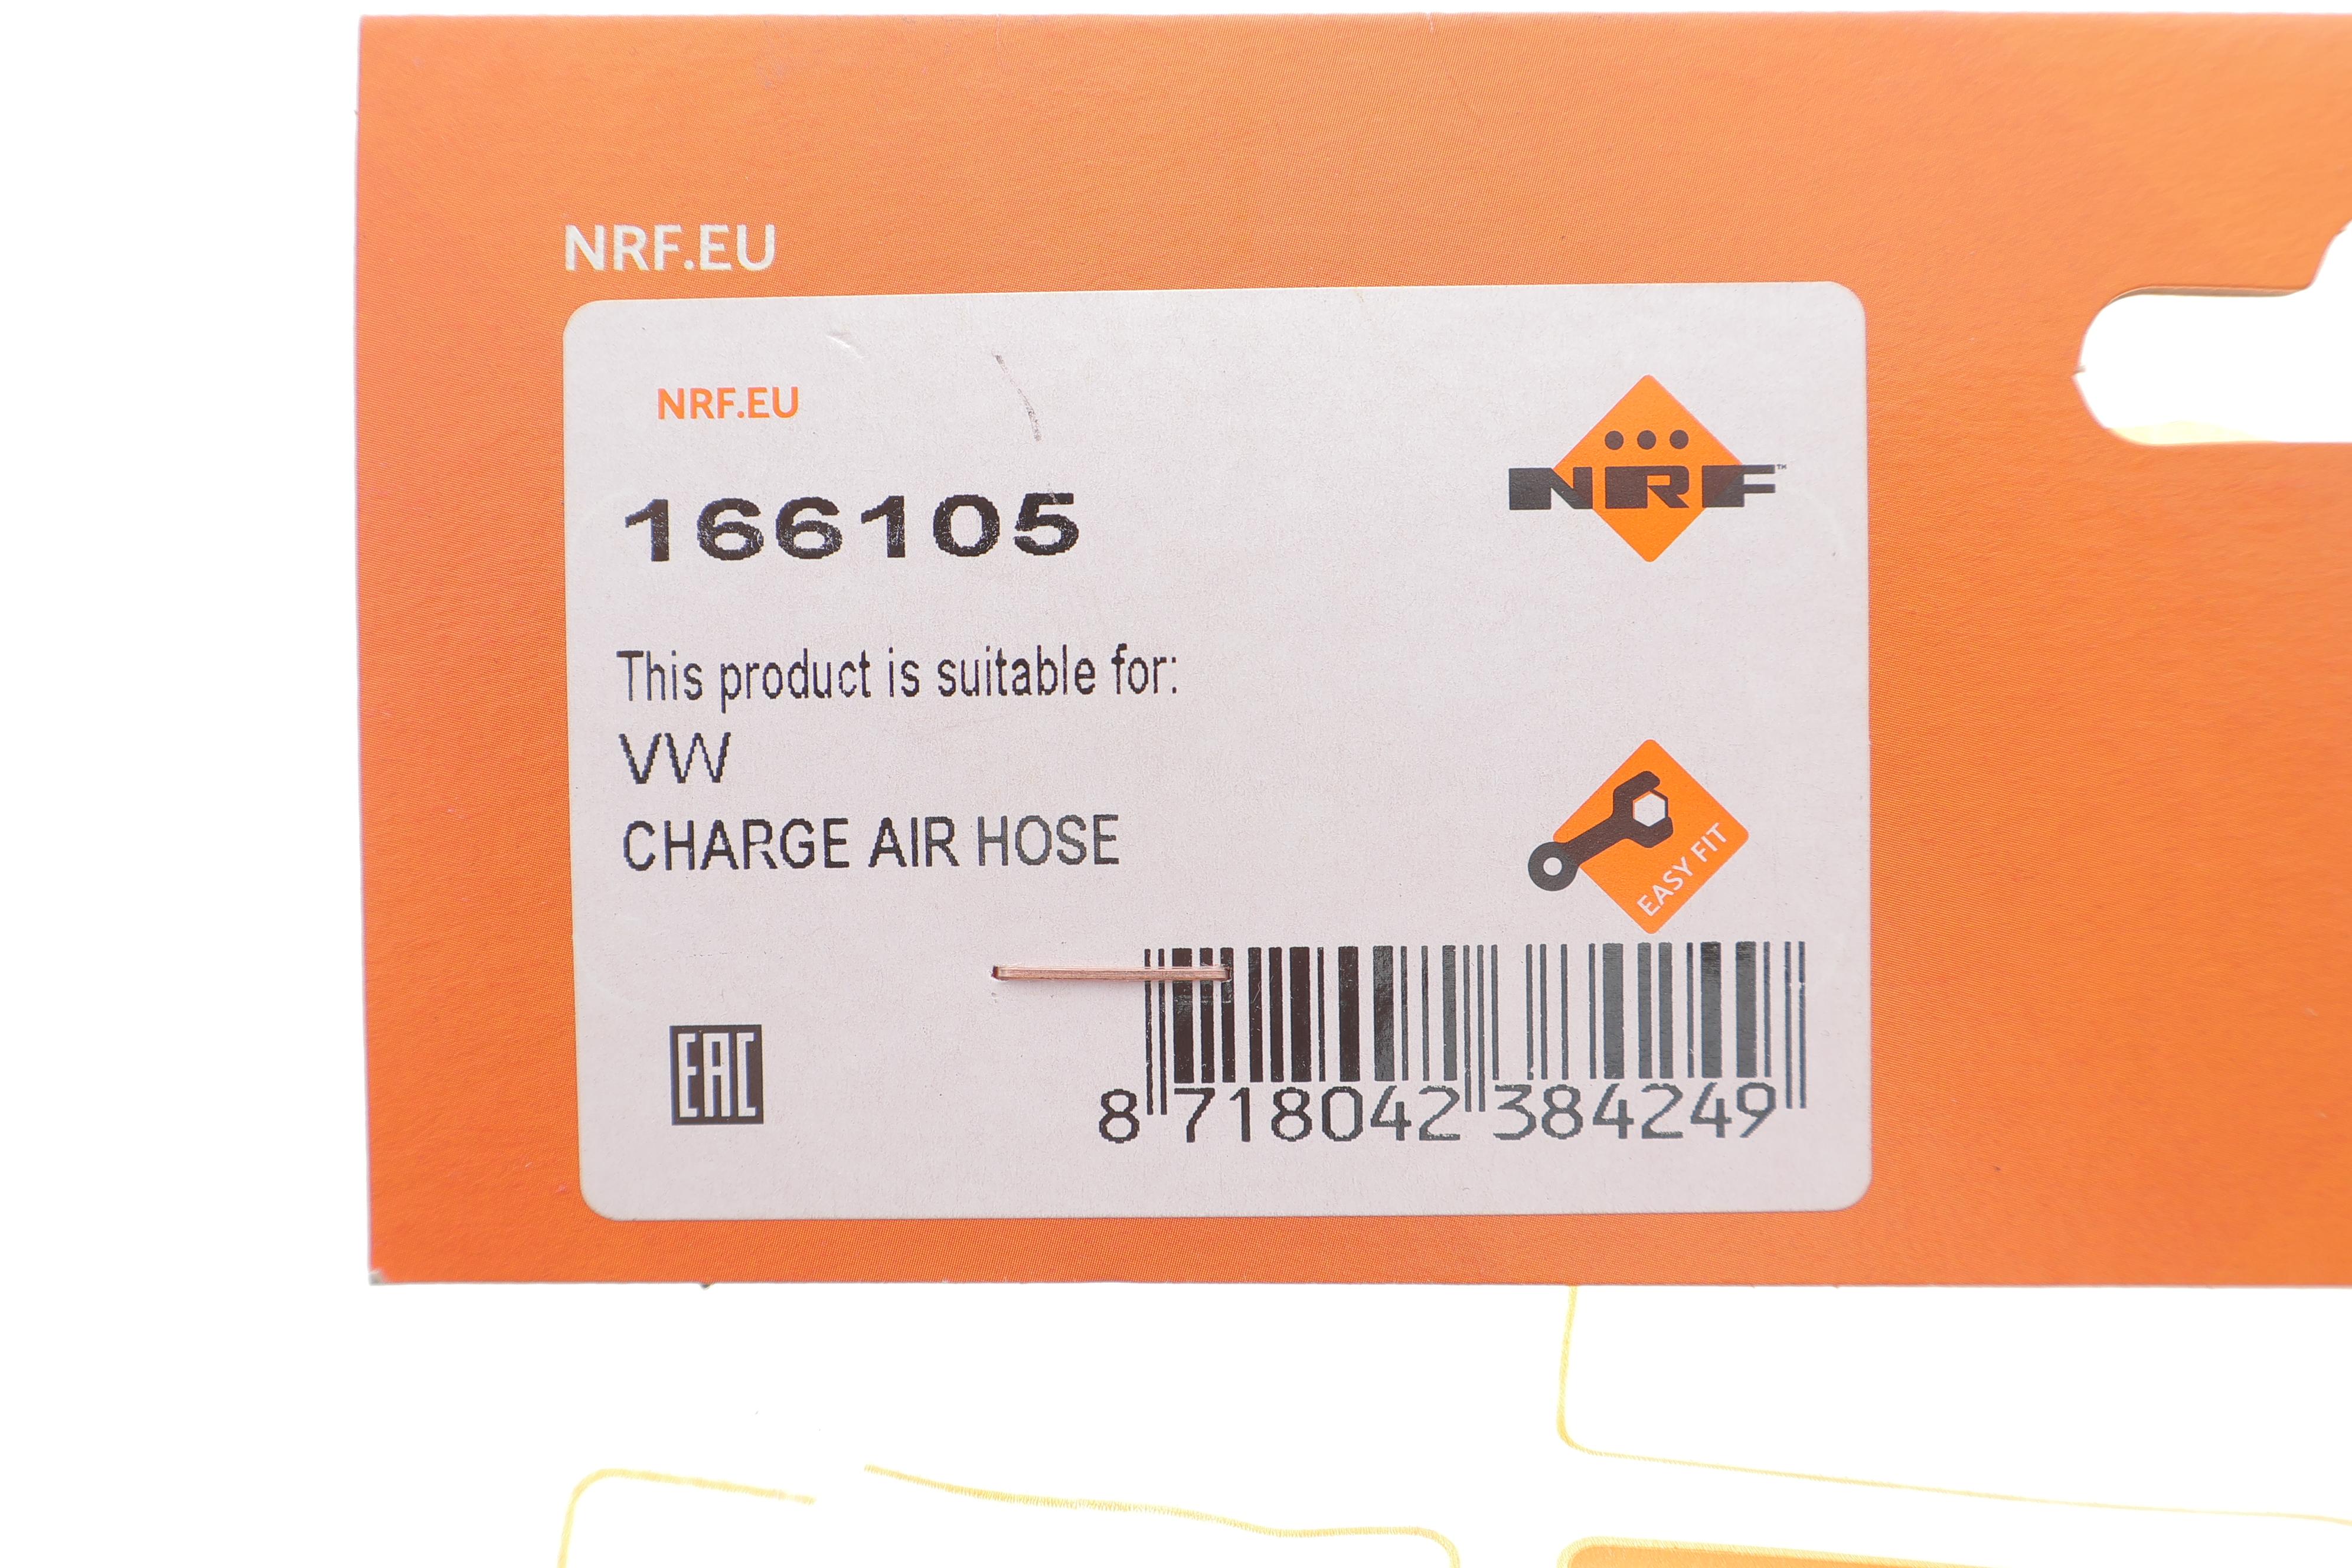 NRF.EU
NRF.EU
NRF™
166105
This product is suitable for:
VW
CHARGE AIR HOSE
EASY FIT
EAC
8 718042 384249